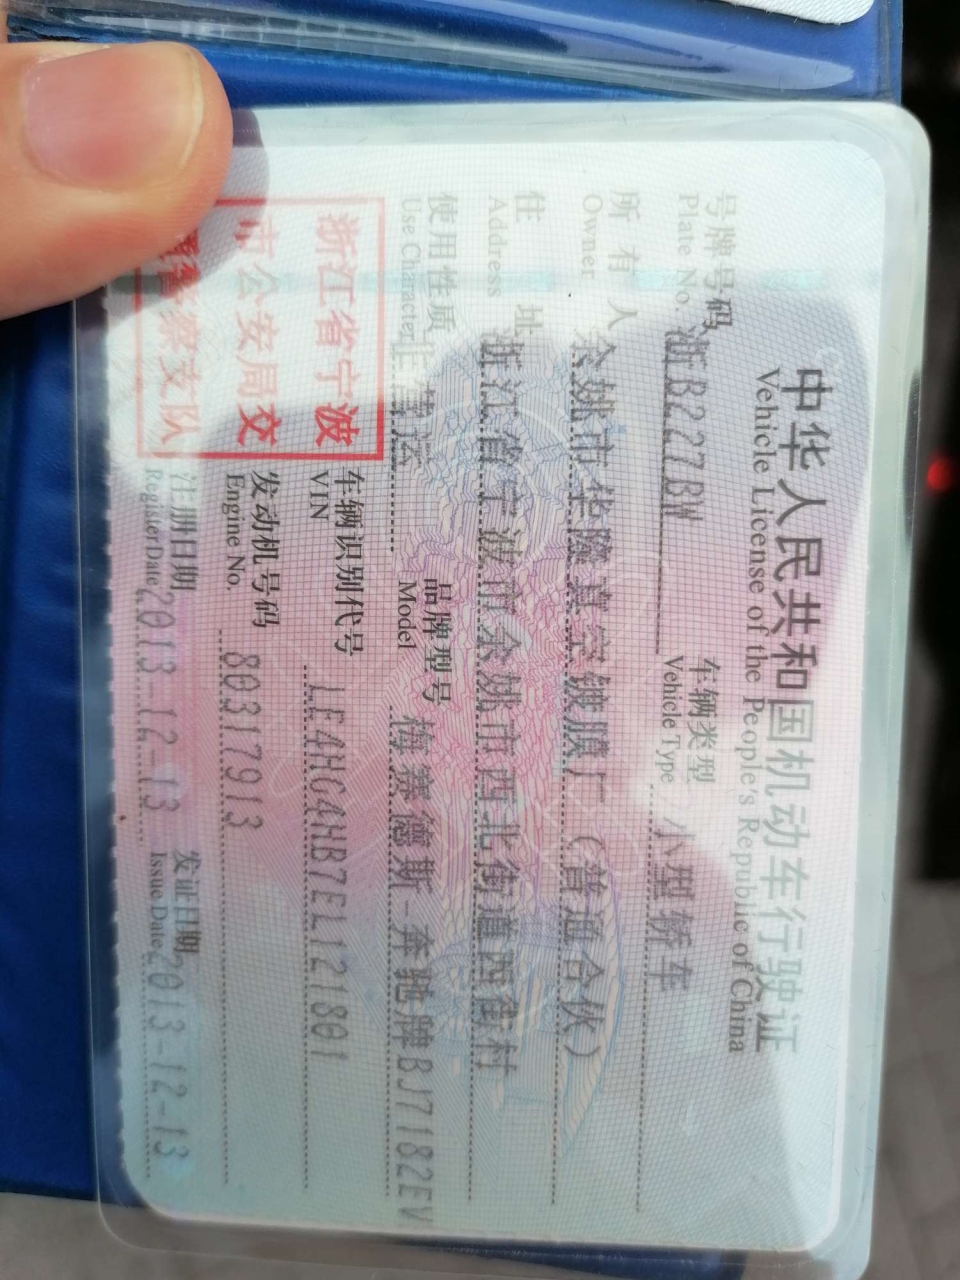 中华人民共和国机动车行驶证
Vehicle License of the People's Republic of China
号牌号码 浙B227BW 车辆类型 小型轿车
Plate No. Vehicle Type
所有人 余姚市华隆真空镀膜厂（普通合伙）
Owner
住址 浙江省宁波市余姚市西北街道西街村
Address
使用性质 非营运 品牌型号 梅赛德斯-奔驰牌BJ7182EV
Use Character Model
浙江省宁波
市公安局交
警察支队
车辆识别代号 LE4HG4HB7EL121801
VIN
发动机号码 80317913
Engine No.
注册日期 2013-12-13 发证日期 2013-12-13
Register Date Issue Date